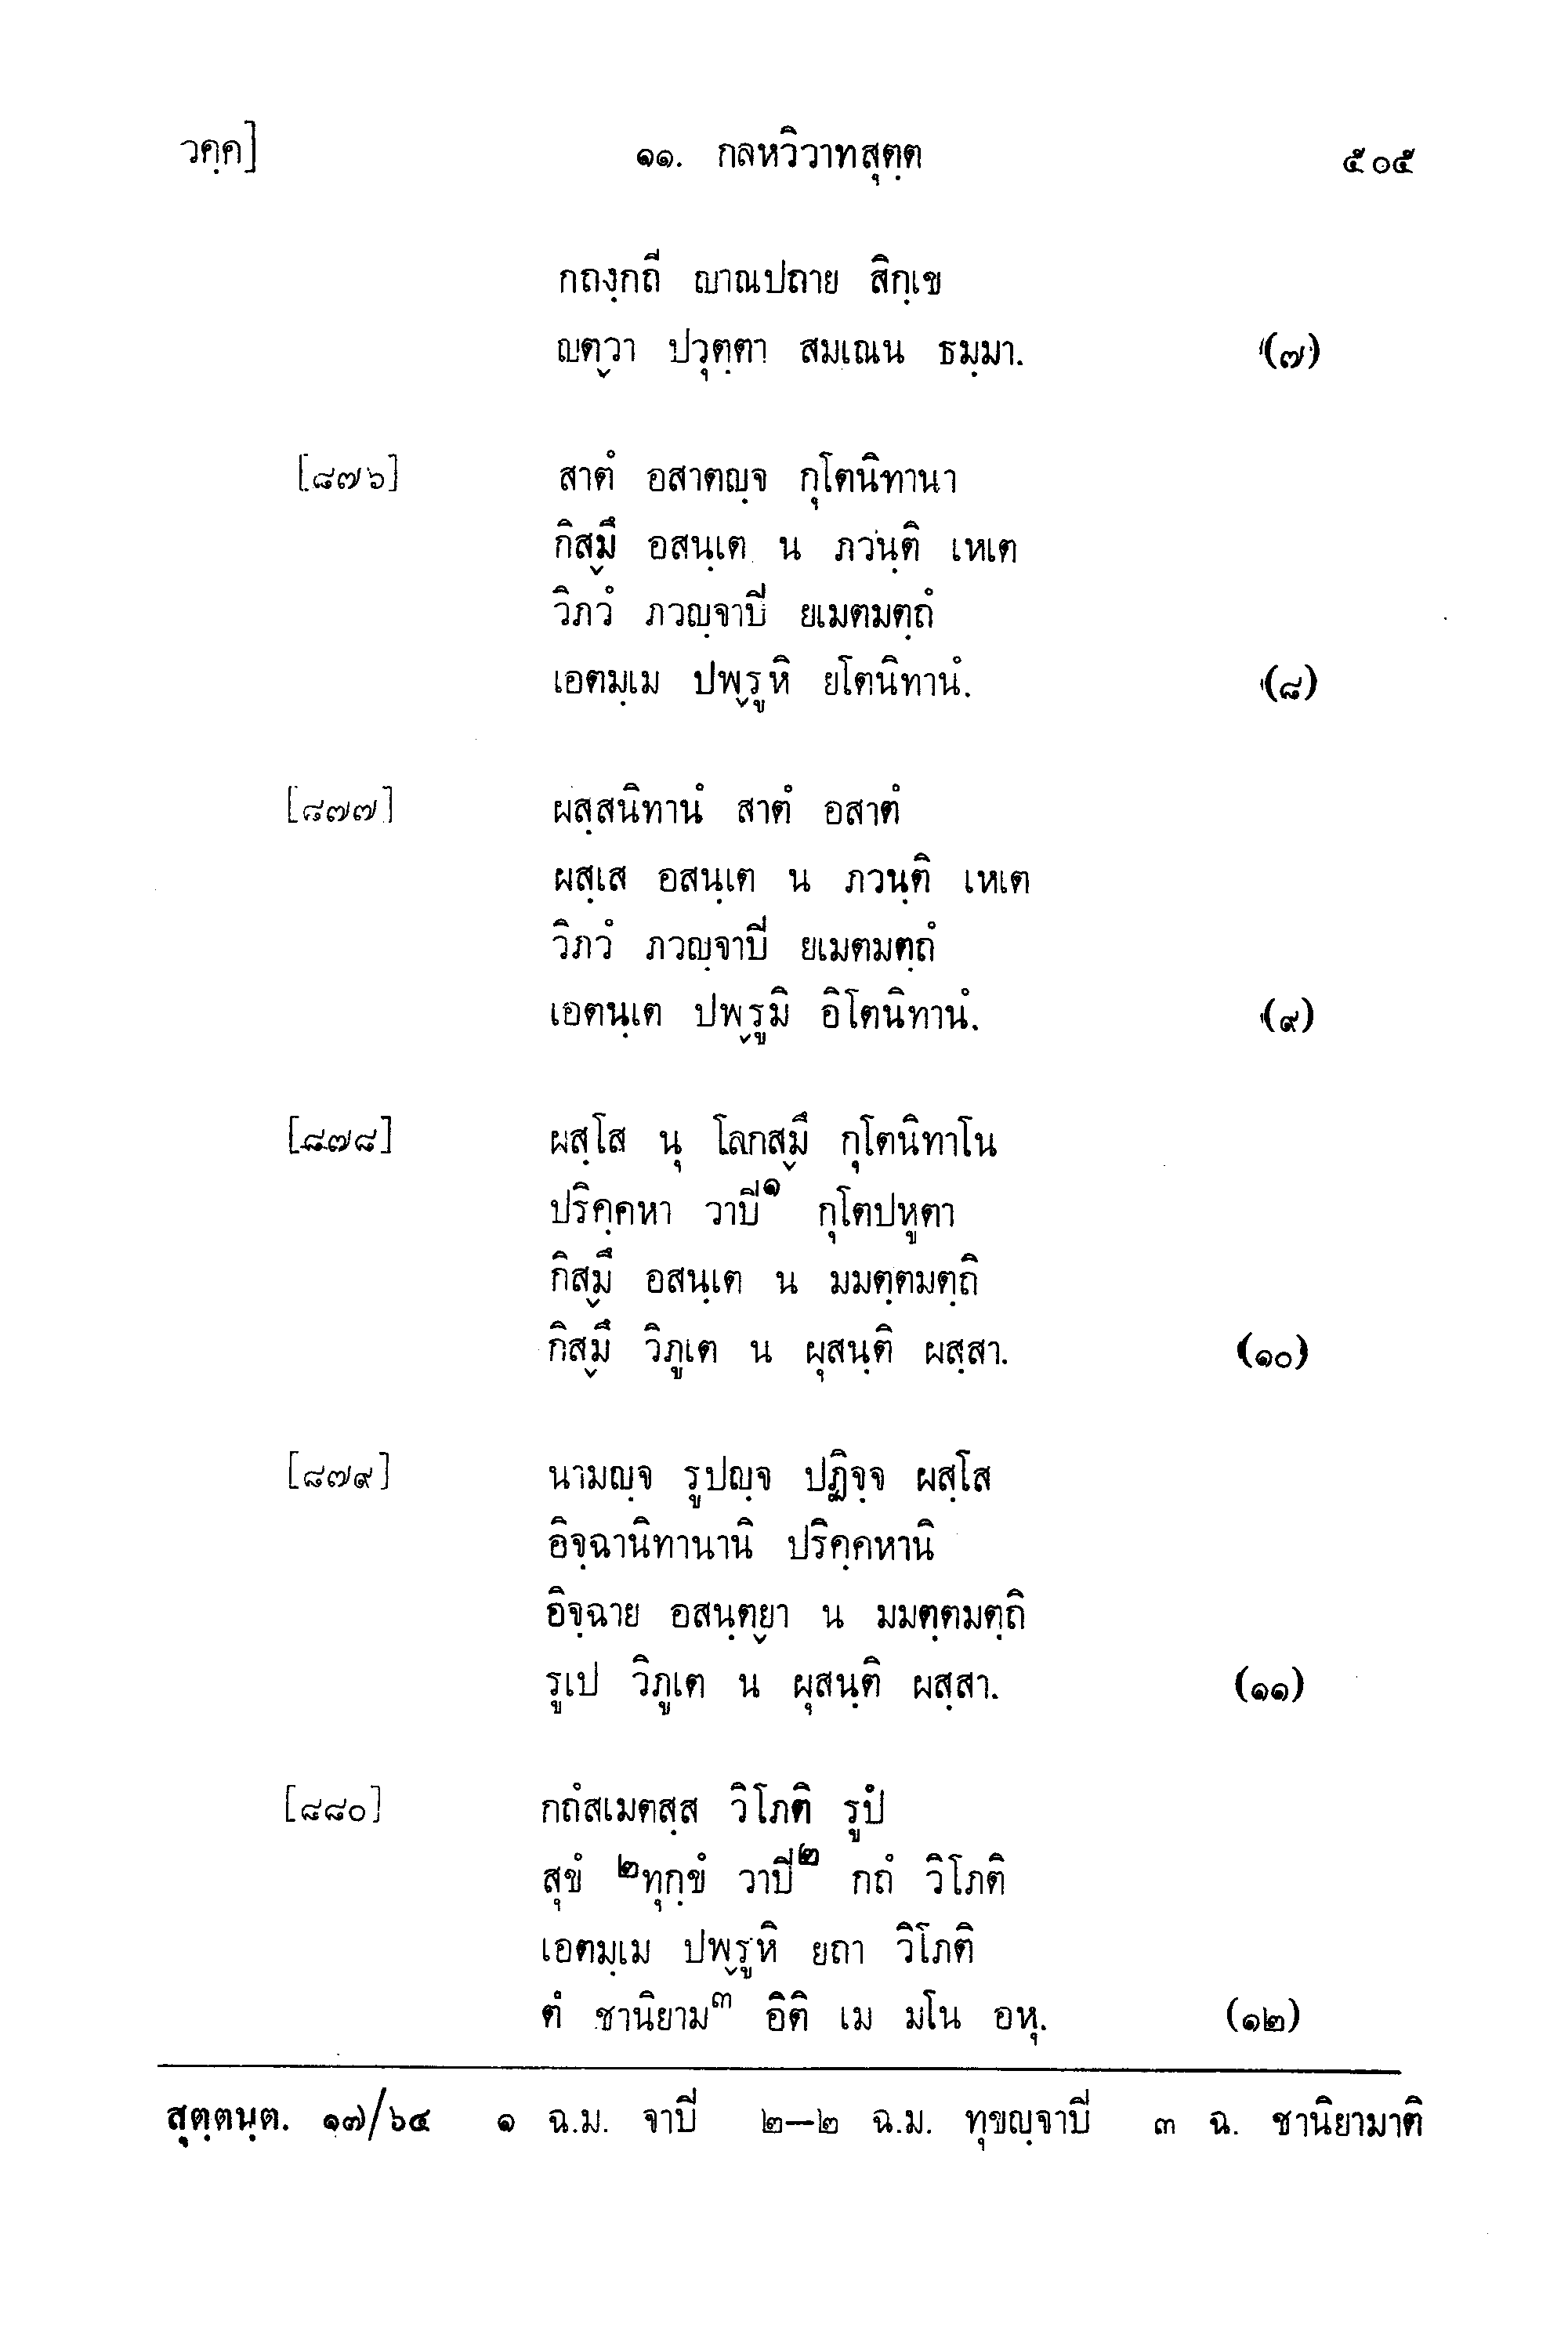 วคฺค] ๑๑. กลหวิวาทสุตฺต ๕๐๕
กถงฺกถี ญาณปถาย สิกฺเข
ญตฺวา ปวุตฺตา สมเณน ธมฺมา. (๗)
[๘๗๖] สาตํ อสาตญฺจ กุโตนิทานา
กิสฺมึ อสนฺเต น ภวนฺติ เหเต
วิภวํ ภวญฺจาปิ ยเมตมตฺถํ
เอตมฺเม ปพฺรูหิ ยโตนิทานํ. (๘)
[๘๗๗] ผสฺสนิทานํ สาตํ อสาตํ
ผสฺเส อสนฺเต น ภวนฺติ เหเต
วิภวํ ภวญฺจาปิ ยเมตมตฺถํ
เอตนฺเต ปพฺรูมิ อิโตนิทานํ. (๙)
[๘๗๘] ผสฺโส นุ โลกสฺมึ กุโตนิทาโน
ปริคฺคหา วาปิ๑ กุโตปหูตา
กิสฺมึ อสนฺเต น มมตฺตมตฺถิ
กิสฺมึ วิภูเต น ผุสนฺติ ผสฺสา. (๑๐)
[๘๗๙] นามญฺจ รูปญฺจ ปฏิจฺจ ผสฺโส
อิจฺฉานิทานานิ ปริคฺคหานิ
อิจฺฉาย อสนฺตฺยา น มมตฺตมตฺถิ
รูเป วิภูเต น ผุสนฺติ ผสฺสา. (๑๑)
[๘๘๐] กถํสเมตสฺส วิโภติ รูปํ
สุขํ ๒ทุกฺขํ วาปิ๒ กถํ วิโภติ
เอตมฺเม ปพฺรูหิ ยถา วิโภติ
ตํ ชานิยาม๓ อิติ เม มโน อหุ. (๑๒)
สุตฺตนฺต. ๑๗/๖๔ ๑ ฉ.ม. จาปิ ๒—๒ ฉ.ม. ทุขญฺจาปิ ๓ ฉ. ชานิยามาติ